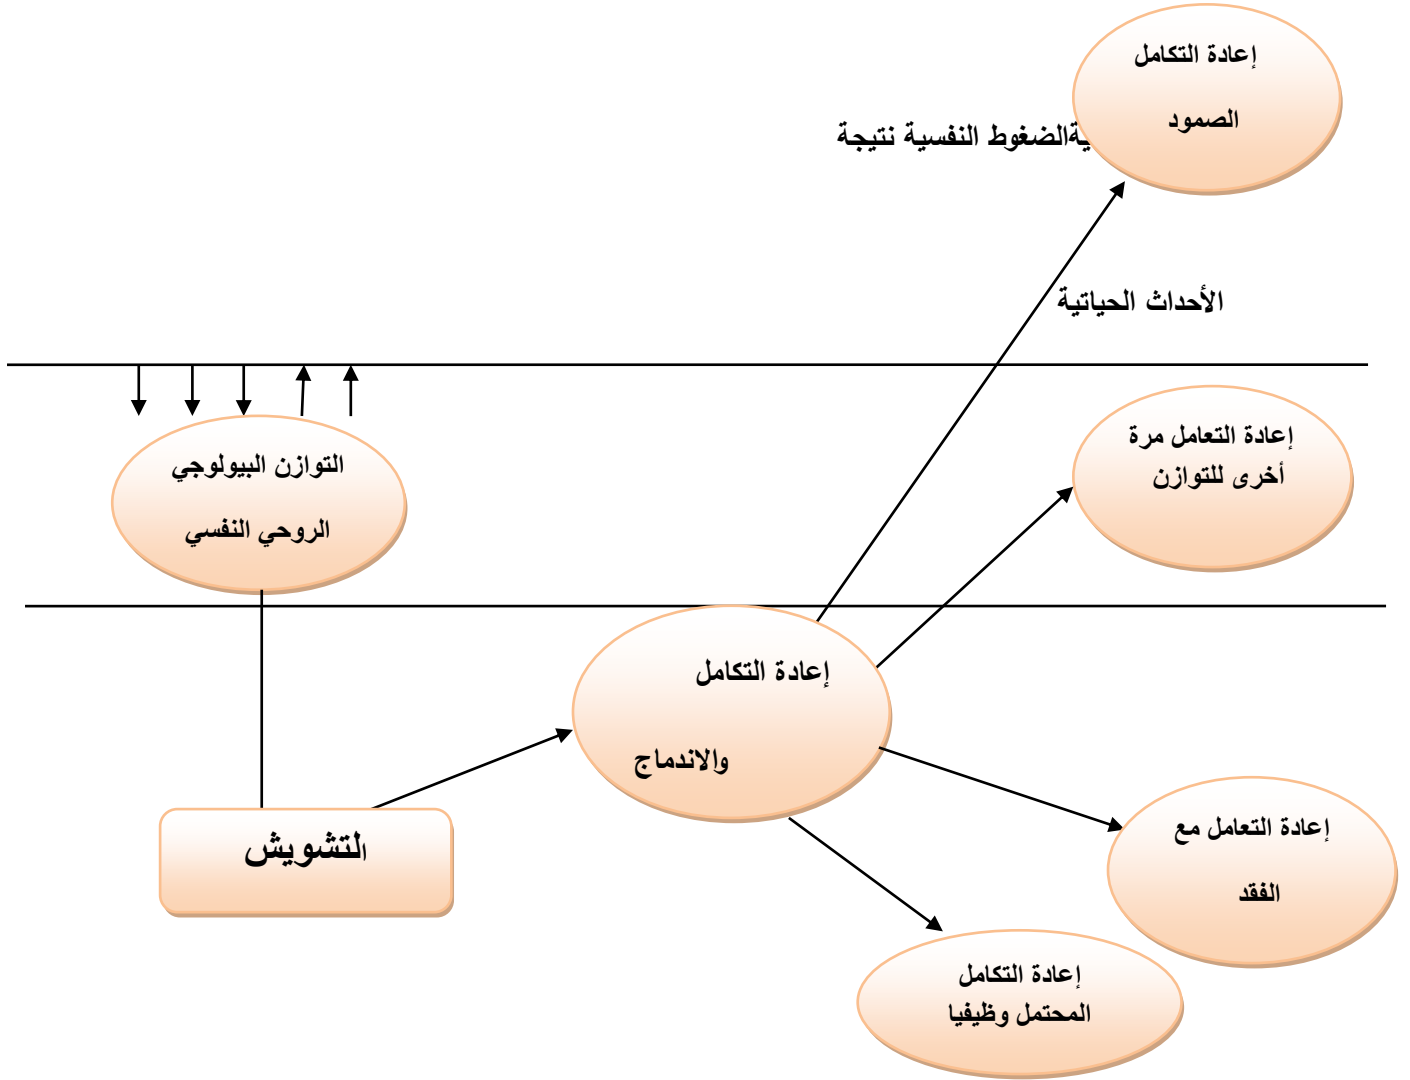 إعادة التكامل
الصمود
الضغوط النفسية نتيجة
الأحداث الحياتية
إعادة التعامل مرة
أخرى للتوازن
التوازن البيولوجي
الروحي النفسي
إعادة التكامل
والاندماج
التشويش
إعادة التعامل مع
الفقد
إعادة التكامل
المحتمل وظيفيا